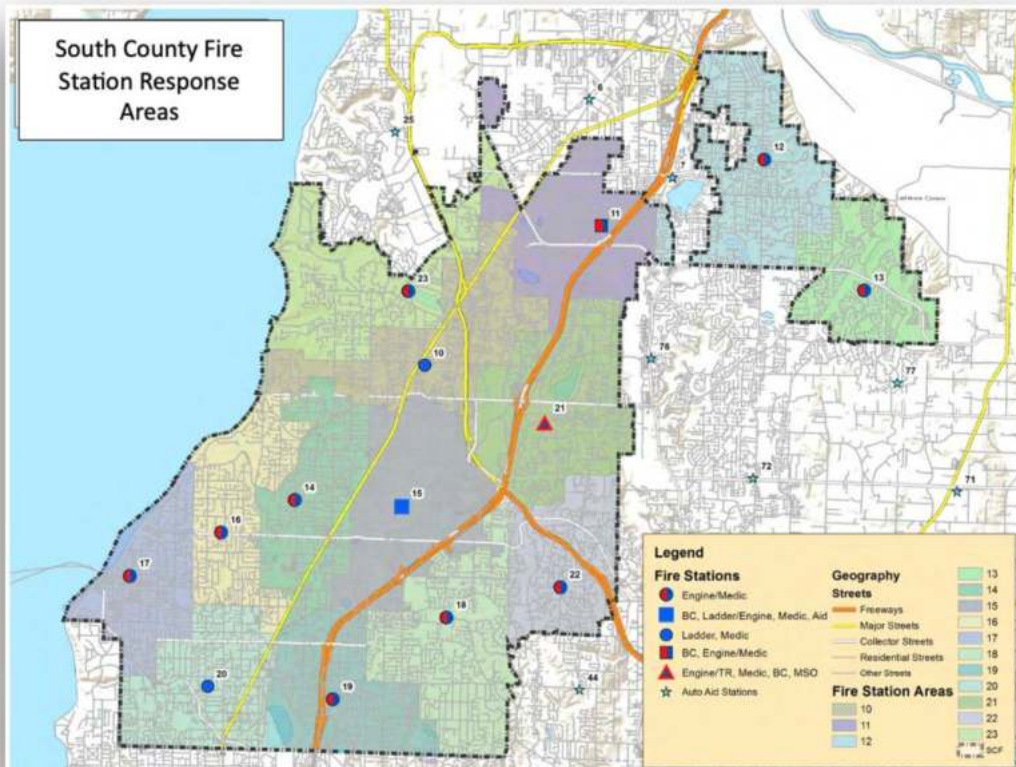 South County Fire
Station Response
Areas
6
25
12
7
11
13
23
10
76
77
21
72
71
14
15
16
17
22
18
44
20
19
Legend
Fire Stations
Engine/Medic
BC, Ladder/Engine, Medic, Aid
Ladder, Medic
BC, Engine/Medic
Engine/TR, Medic, BC, MSO
Auto Aid Stations
Geography
Streets
Freeways
Major Streets
Collector Streets
Residential Streets
Other Streets
Fire Station Areas
10
11
12
13
14
15
16
17
18
19
20
21
22
23
SCF